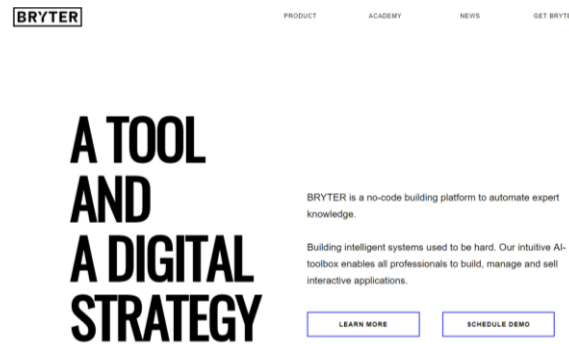 BRYTER
PRODUCT
ACADEMY
NEWS
A TOOL
AND
A DIGITAL
STRATEGY
BRYTER is a no-code building platform to automate expert
knowledge.
Building intelligent systems used to be hard. Our intuitive AI-
toolbox enables all professionals to build, manage and sell
interactive applications.
LEARN MORE
SCHEDULE DEMO